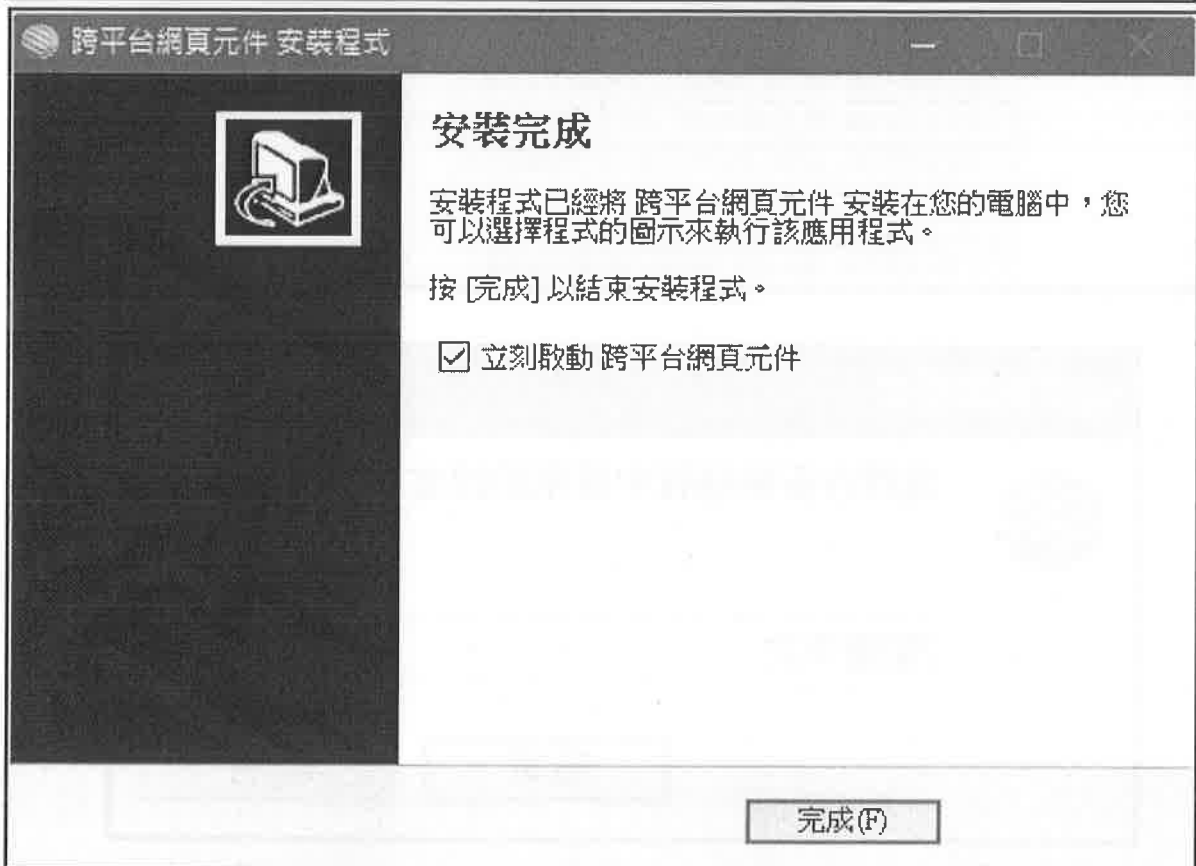 跨平台網頁元件 安裝程式
安裝完成
安裝程式已經將 跨平台網頁元件 安裝在您的電腦中，您
可以選擇程式的圖示來執行該應用程式。
按 [完成] 以結束安裝程式。
立刻啟動 跨平台網頁元件
完成(F)